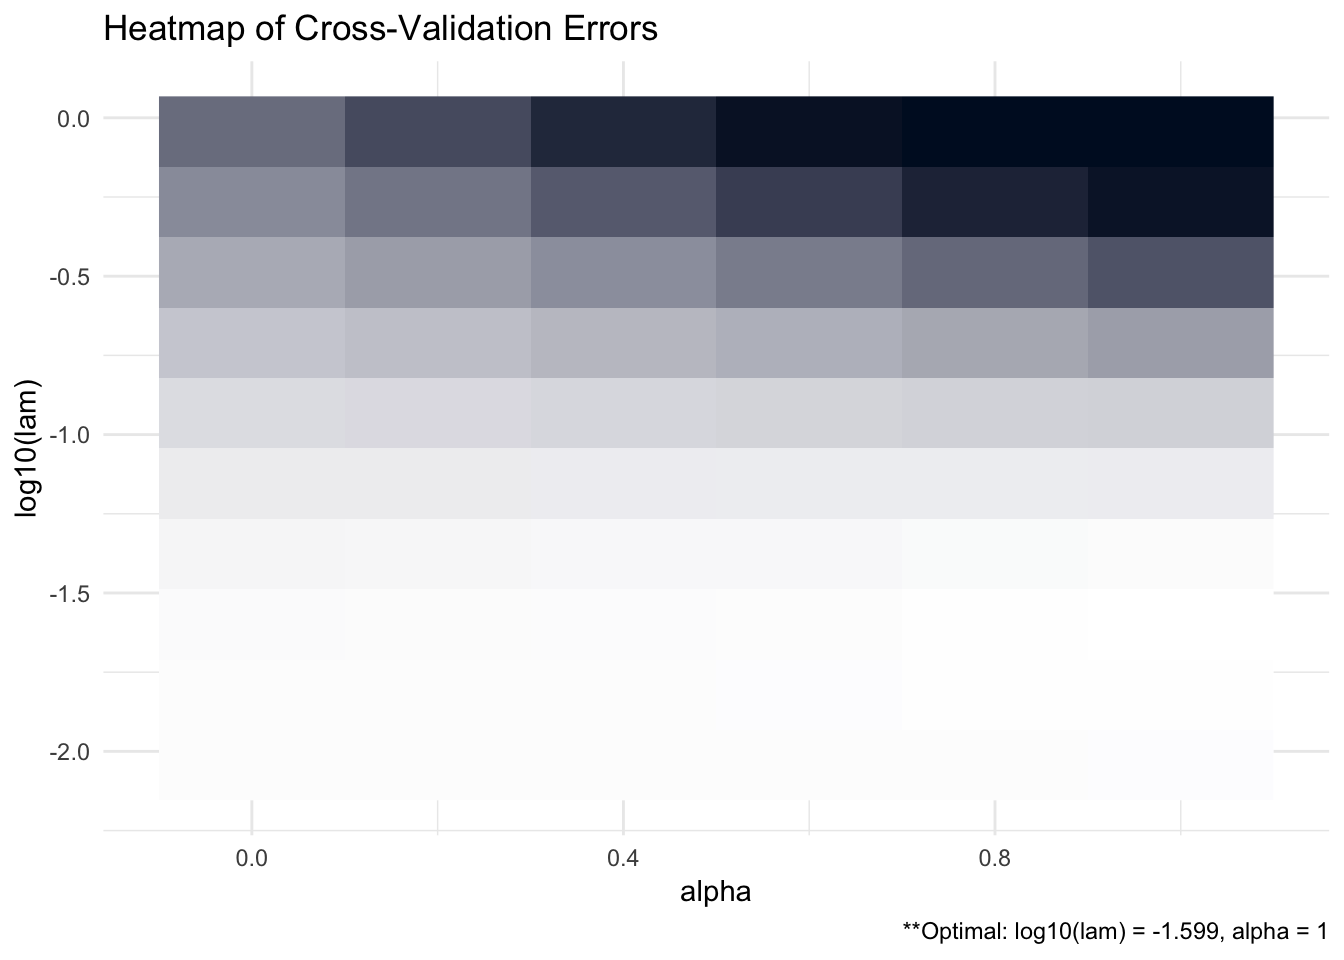 Heatmap of Cross-Validation Errors
0.0
-0.5
-1.0
-1.5
-2.0
log10(lam)
0.0 0.4 0.8
alpha
**Optimal: log10(lam) = -1.599, alpha = 1